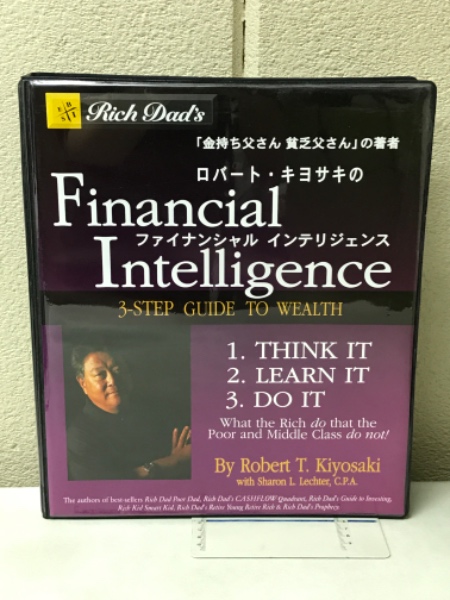 E B
S I
Rich Dad's
「金持ち父さん 貧乏父さん」の著者
ロバート・キヨサキの
Financial
ファイナンシャル インテリジェンス
Intelligence
3-STEP GUIDE TO WEALTH
1. THINK IT
2. LEARN IT
3. DO IT
What the Rich do that the
Poor and Middle Class do not!
By Robert T. Kiyosaki
with Sharon L. Lechter, C.P.A.
The authors of best-sellers Rich Dad Poor Dad, Rich Dad's CASHFLOW Quadrant, Rich Dad's Guide to Investing,
Rich Kid Smart Kid, Rich Dad's Retire Young Retire Rich & Rich Dad's Prophecy.